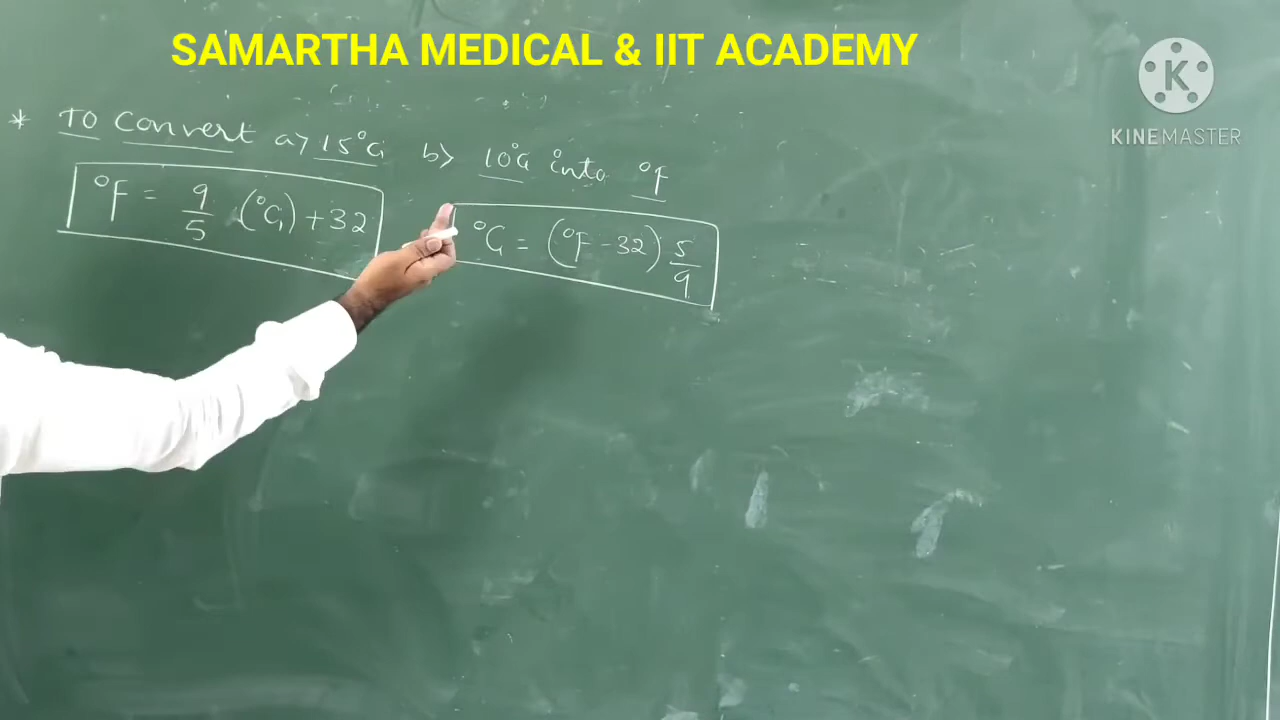 SAMARTHA MEDICAL & IIT ACADEMY
K
KINEMASTER
* To convert a> 15°C b> 10°C into °F
°F = 9/5 (°C) + 32
°C = (°F - 32) 5/9